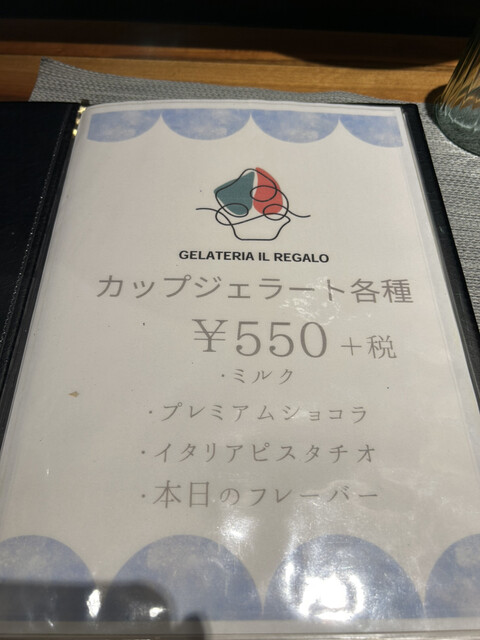 GELATERIA IL REGALO
カップジェラート各種
￥550 +税
・ミルク
・プレミアムショコラ
・イタリアピスタチオ
・本日のフレーバー